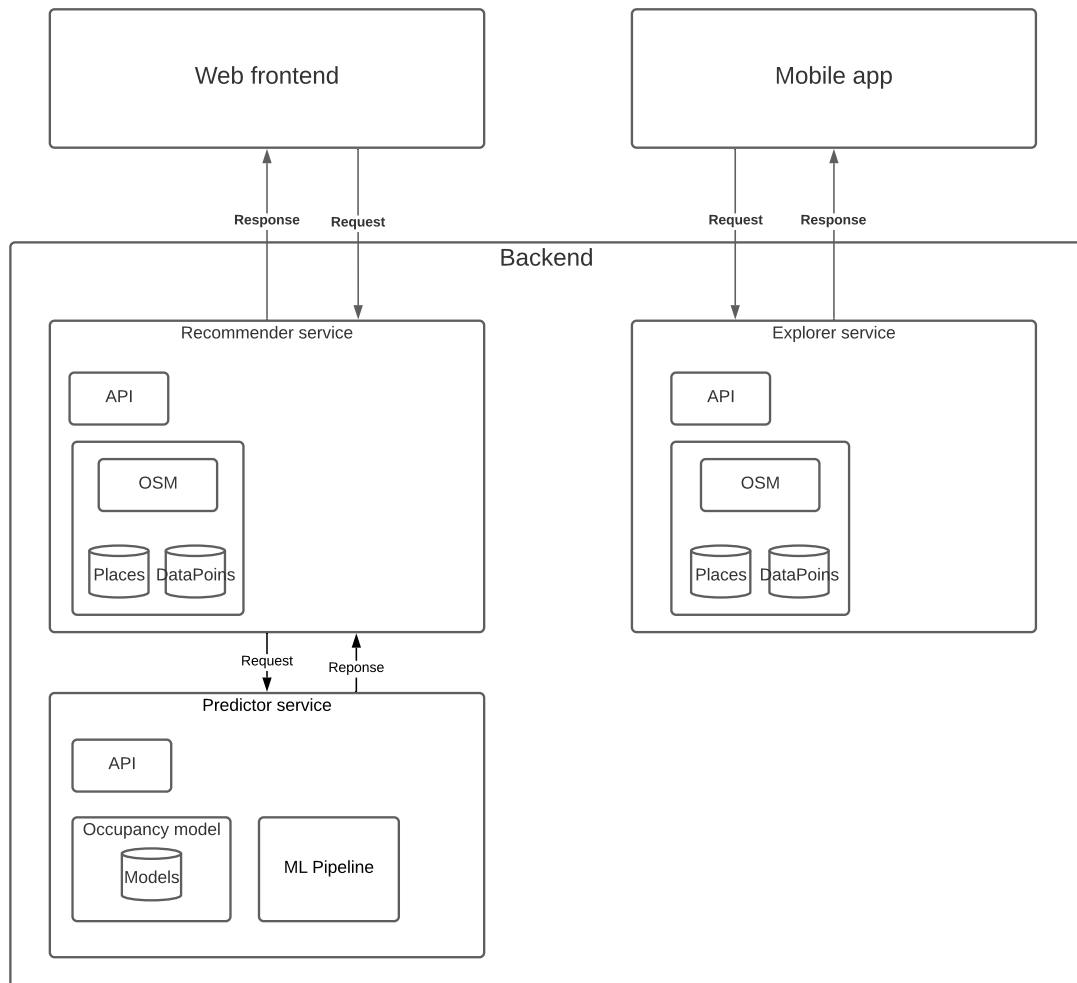 Web frontend
Mobile app
Response
Request
Request
Response
Backend
Recommender service
Explorer service
API
API
OSM
OSM
Places
DataPoins
Places
DataPoins
Request
Reponse
Predictor service
API
Occupancy model
Models
ML Pipeline